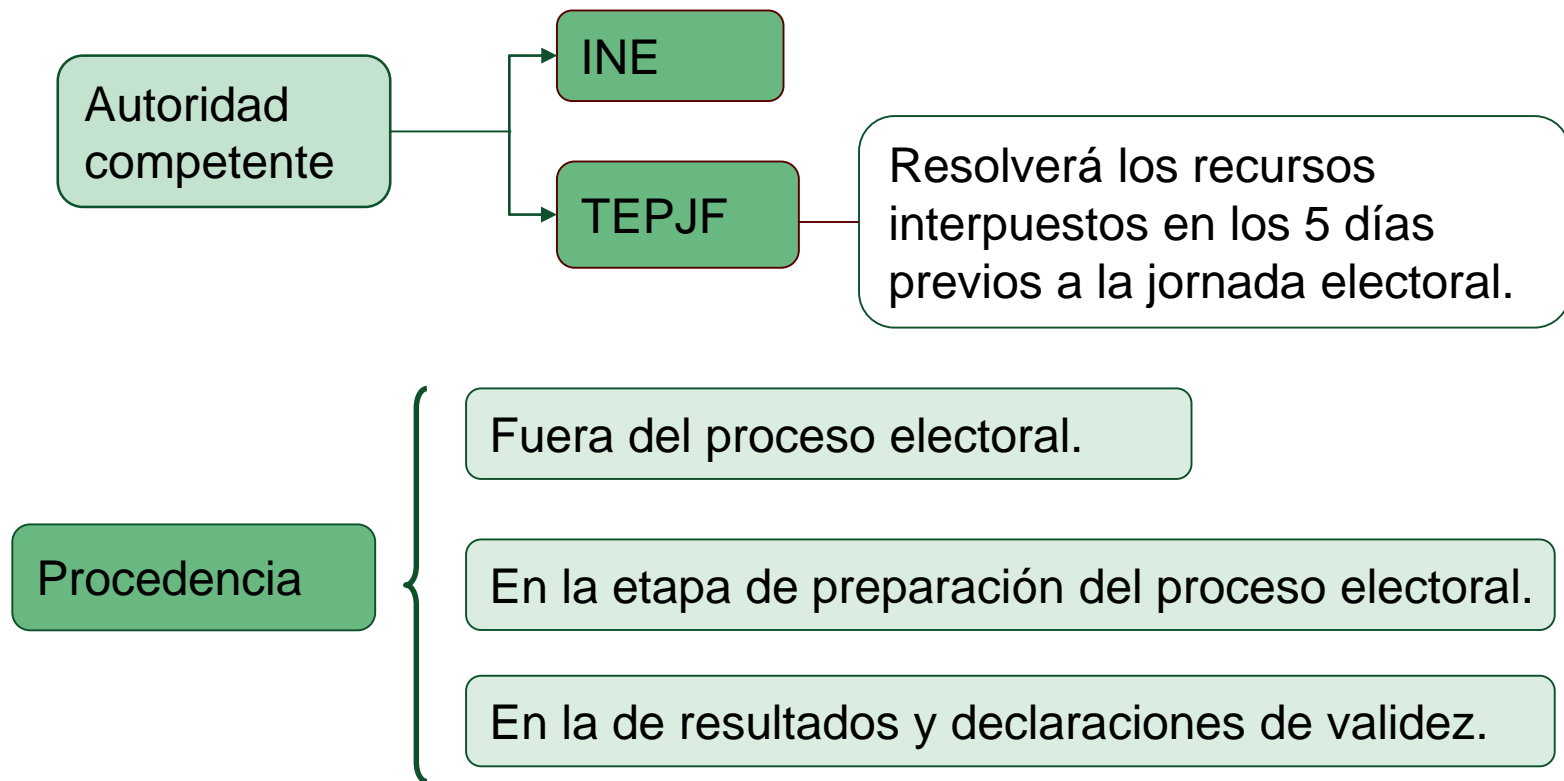 INE
Autoridad
competente
TEPJF
Resolverá los recursos
interpuestos en los 5 días
previos a la jornada electoral.
Procedencia
Fuera del proceso electoral.
En la etapa de preparación del proceso electoral.
En la de resultados y declaraciones de validez.